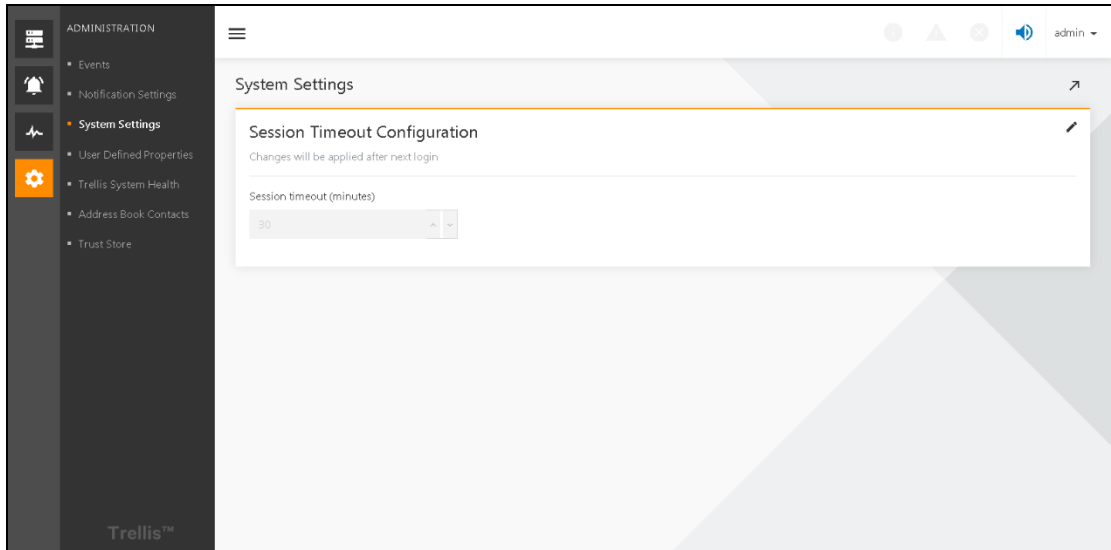 ADMINISTRATION
Events
Notification Settings
System Settings
User Defined Properties
Trellis System Health
Address Book Contacts
Trust Store
Trellis™
admin
System Settings
Session Timeout Configuration
Changes will be applied after next login
Session timeout (minutes)
30